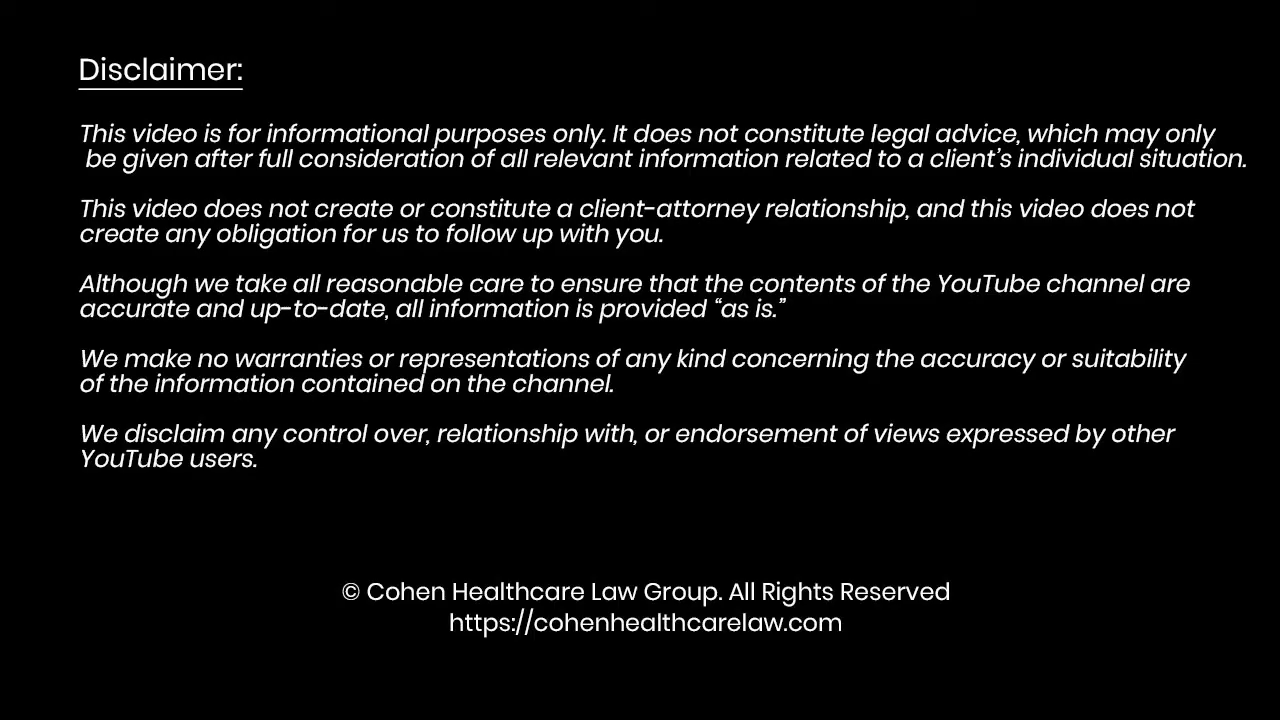 Disclaimer:
This video is for informational purposes only. It does not constitute legal advice, which may only
be given after full consideration of all relevant information related to a client’s individual situation.
This video does not create or constitute a client-attorney relationship, and this video does not
create any obligation for us to follow up with you.
Although we take all reasonable care to ensure that the contents of the YouTube channel are
accurate and up-to-date, all information is provided “as is.”
We make no warranties or representations of any kind concerning the accuracy or suitability
of the information contained on the channel.
We disclaim any control over, relationship with, or endorsement of views expressed by other
YouTube users.
© Cohen Healthcare Law Group. All Rights Reserved
https://cohenhealthcarelaw.com